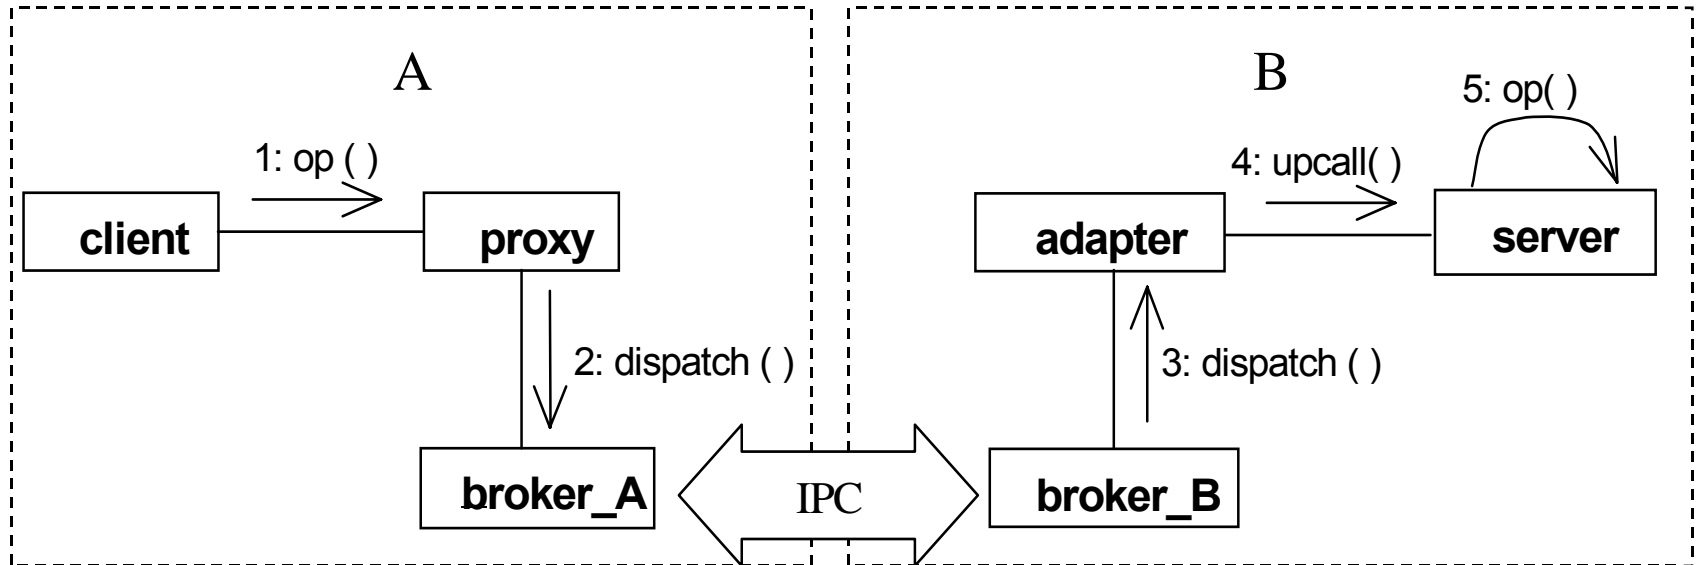 A
B
5: op( )
1: op ( )
4: upcall( )
client
proxy
adapter
server
2: dispatch ( )
3: dispatch ( )
broker_A
IPC
broker_B